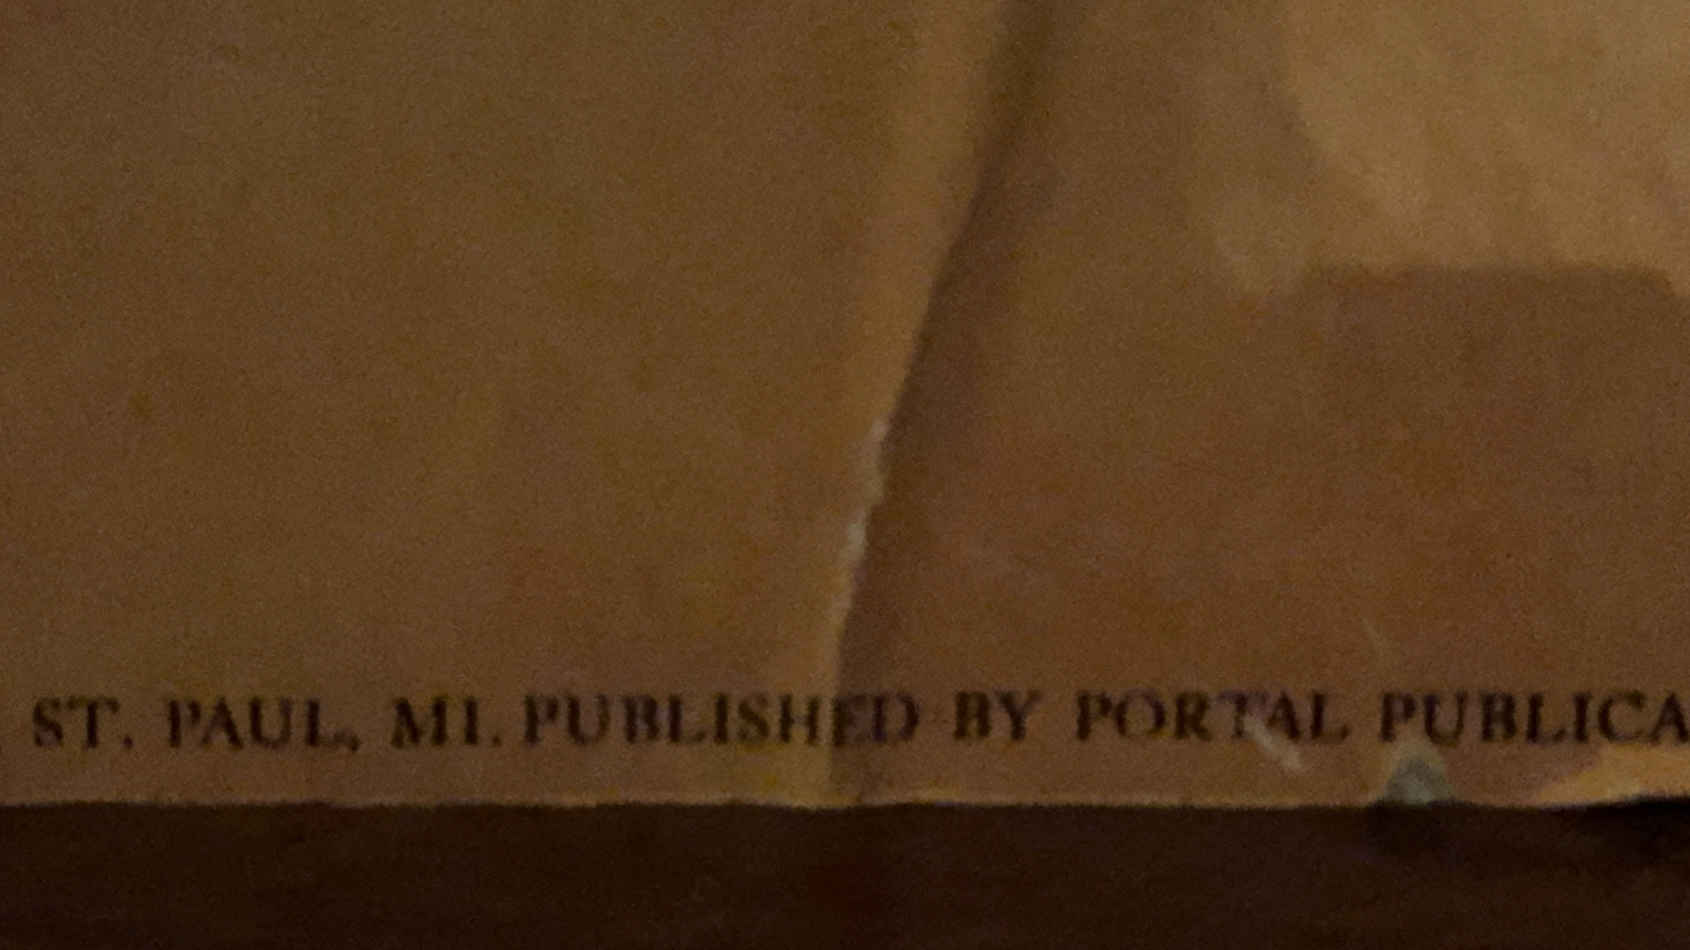 ST. PAUL, MI. PUBLISHED BY PORTAL PUBLICA